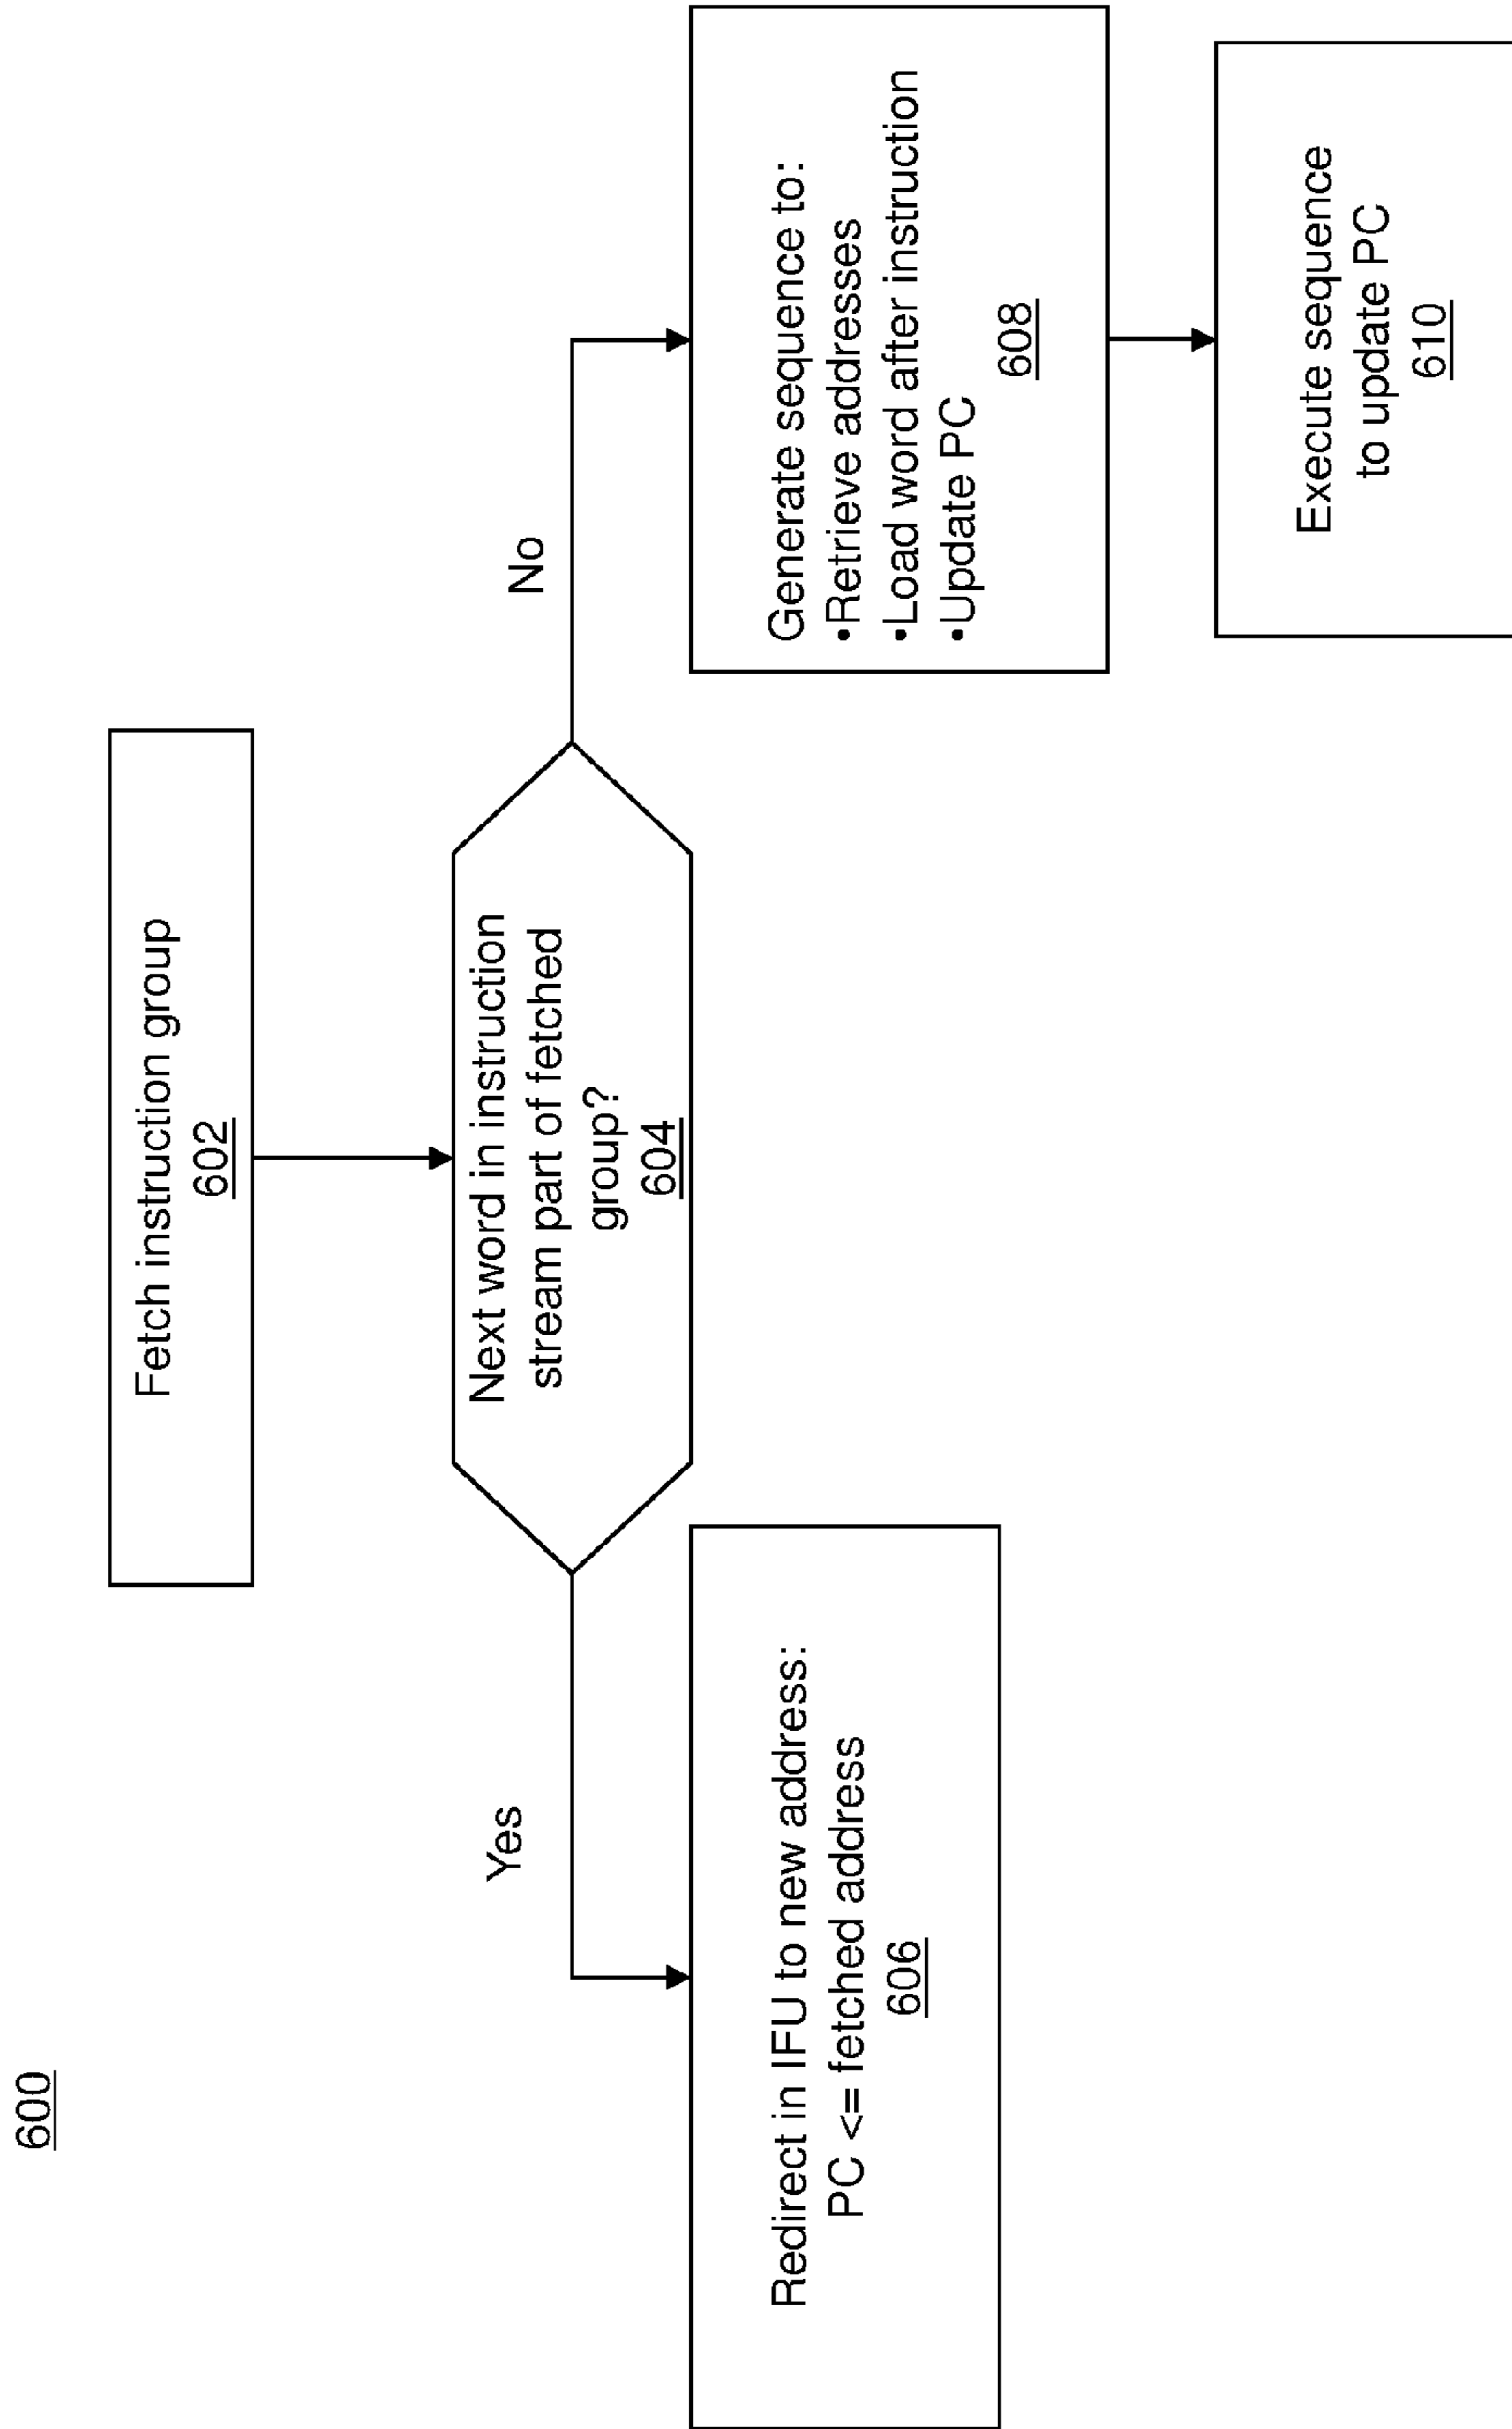 600
Fetch instruction group
602
Next word in instruction
stream part of fetched
group?
604
Yes
No
Redirect in IFU to new address:
PC <= fetched address
606
Generate sequence to:
•Retrieve addresses
•Load word after instruction
•Update PC
608
Execute sequence
to update PC
610